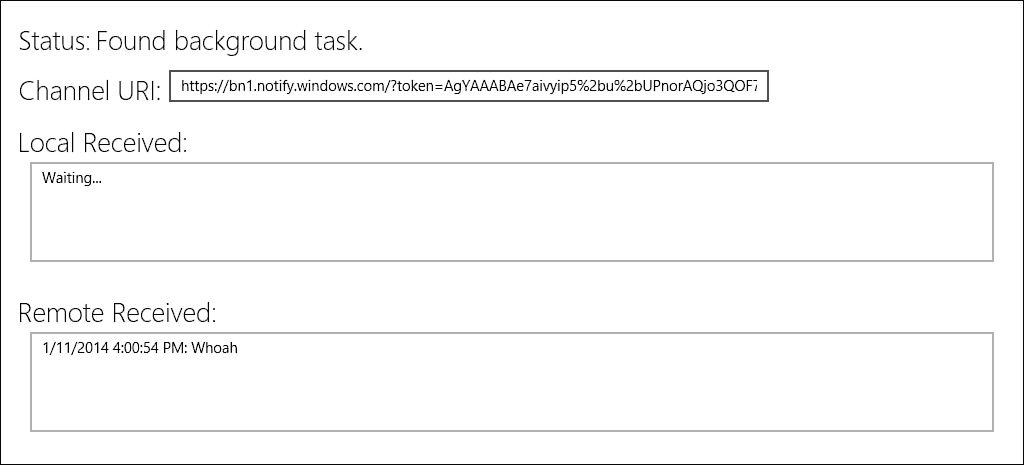 Status: Found background task.
Channel URI: https://bn1.notify.windows.com/?token=AgYAAABAe7aivyip5%2bu%2bUPnorAQjo3QOF7
Local Received:
Waiting...
Remote Received:
1/11/2014 4:00:54 PM: Whoah